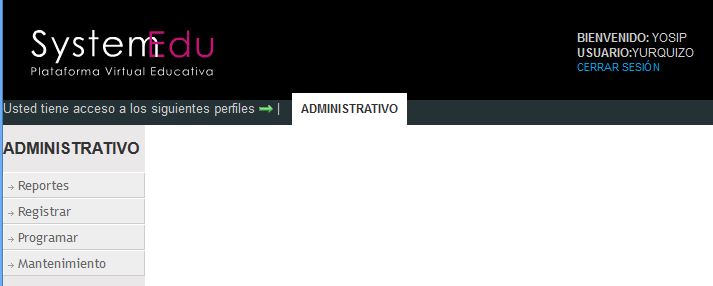 SystemEdu
Plataforma Virtual Educativa
BIENVENIDO: YOSIP
USUARIO:YURQUIZO
CERRAR SESIÓN
Usted tiene acceso a los siguientes perfiles | ADMINISTRATIVO
ADMINISTRATIVO
Reportes
Registrar
Programar
Mantenimiento